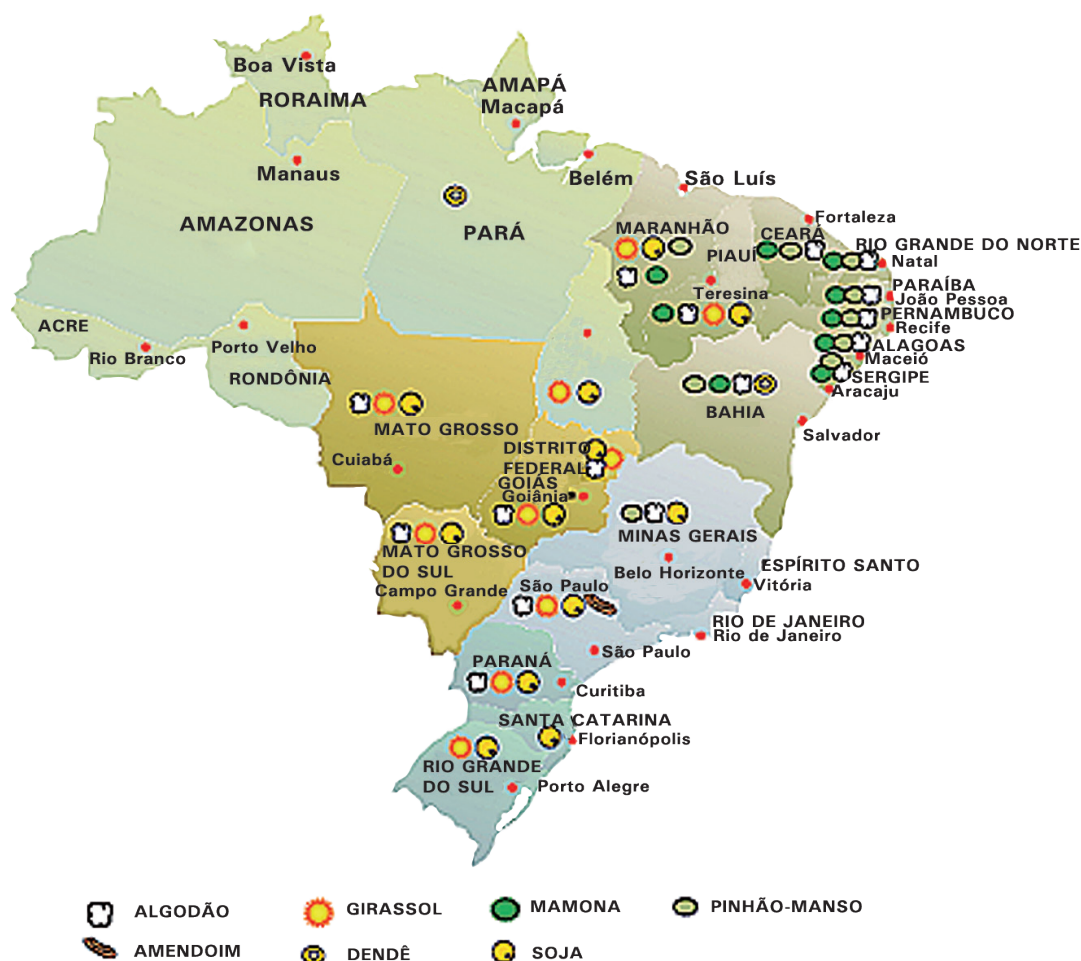 Boa Vista
RORAIMA
AMAPÁ
Macapá
Manaus
Belém
São Luís
AMAZONAS
PARÁ
MARANHÃO
Fortaleza
CEARÁ
PIAUÍ
RIO GRANDE DO NORTE
Natal
Teresina
PARAÍBA
João Pessoa
PERNAMBUCO
Recife
ACRE
Rio Branco
Porto Velho
RONDÔNIA
ALAGOAS
Maceió
SERGIPE
Aracaju
BAHIA
Salvador
MATO GROSSO
Cuiabá
DISTRITO
FEDERAL
GOIÁS
Goiânia
MINAS GERAIS
Belo Horizonte
ESPÍRITO SANTO
Vitória
MATO GROSSO
DO SUL
Campo Grande
São Paulo
RIO DE JANEIRO
Rio de Janeiro
São Paulo
PARANÁ
Curitiba
SANTA CATARINA
Florianópolis
RIO GRANDE
DO SUL
Porto Alegre
ALGODÃO
GIRASSOL
MAMONA
PINHÃO-MANSO
AMENDOIM
DENDÊ
SOJA